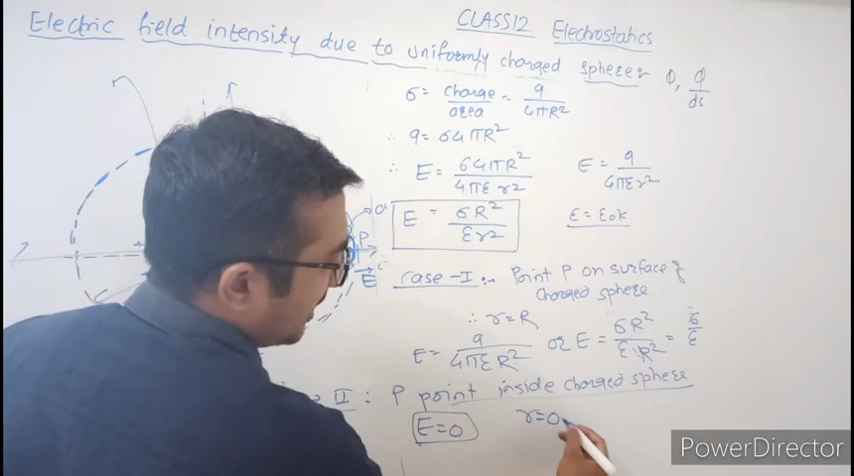 CLASS12 Electrostatics
Electric field intensity due to uniformly charged sphere:- ϕ, ϕ/ds
σ = charge/area = q/4πR²
∴ q = σ4πR²
∴ E = σ4πR²/4πε r² E = q/4πεr²
E = σR²/εr² ε = ε0k
P
E
Case-I :- Point P on surface of
charged sphere.
∴ r=R
E = q/4πεR² or E = σR²/ε·R² = σ/ε
II : P point inside charged sphere
E=0 r=0
PowerDirector